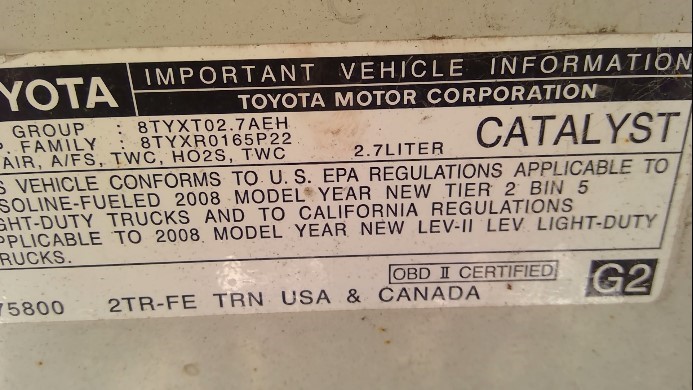 YOTA
IMPORTANT VEHICLE INFORMATION
TOYOTA MOTOR CORPORATION
GROUP : 8TYXT02.7AEH
P. FAMILY : 8TYXR0165P22
AIR, A/FS, TWC, HO2S, TWC 2.7LITER CATALYST
S VEHICLE CONFORMS TO U.S. EPA REGULATIONS APPLICABLE TO
SOLINE-FUELED 2008 MODEL YEAR NEW TIER 2 BIN 5
GHT-DUTY TRUCKS AND TO CALIFORNIA REGULATIONS
PPLICABLE TO 2008 MODEL YEAR NEW LEV-II LEV LIGHT-DUTY
RUCKS.
OBD II CERTIFIED
75800 2TR-FE TRN USA & CANADA G2